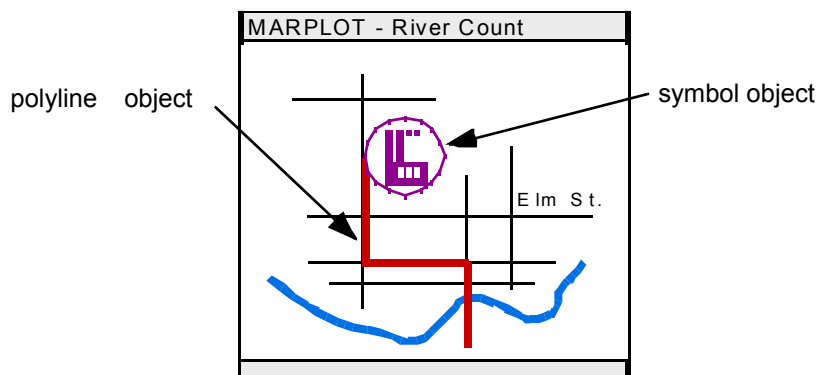 MARPLOT - River Count
polyline object
symbol object
Elm St.